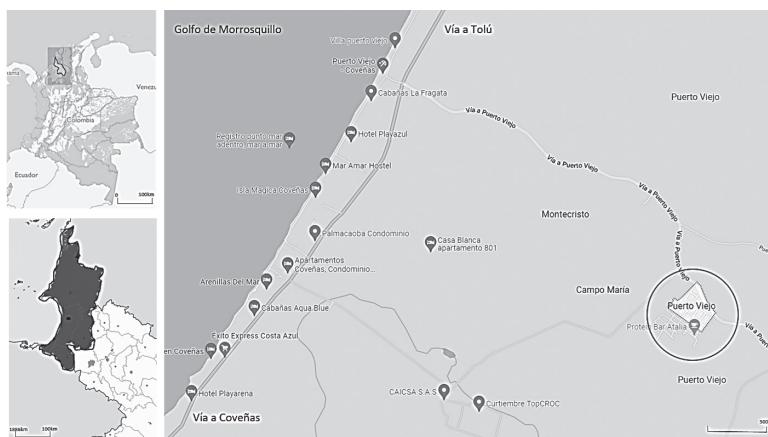 Venezu
Colombia
Ecuador
0 100km
100km
Golfo de Morrosquillo
Vía a Tolú
Villa puerto viejo
Puerto Viejo
- Coveñas
Cabañas La Fragata
Puerto Viejo
Vía a Puerto Viejo
Registro punto mar
adentro, mar a mar
Hotel Playazul
Vía a Puerto Viejo
Mar Amar Hostel
Isla Mágica Coveñas
Vía a Puerto Viejo
Montecristo
Palmacaoba Condominio
Vía a Puerto Viejo
Casa Blanca
apartamento 801
Apartamentos
Coveñas, Condominio...
Arenillas Del Mar
Campo María
Cabañas Aqua Blue
Puerto Viejo
Protein Bar Atalia
Exito Express Costa Azul
en Coveñas
Puerto Viejo
CAICSA S.A.S
Hotel Playarena
Curtiembre TopCROC
Vía a Coveñas
500